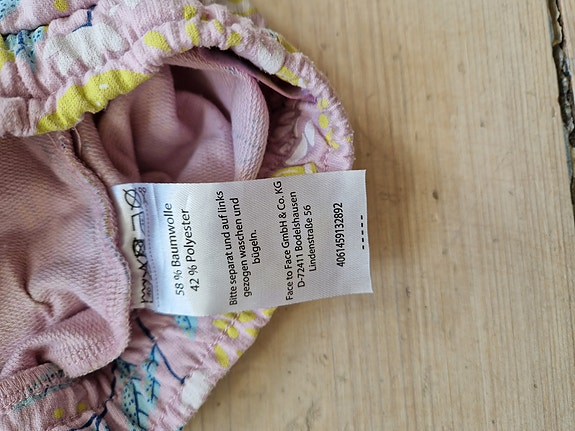 58 % Baumwolle
42 % Polyester
Bitte separat und auf links
gezogen waschen und
bügeln.
Face to Face GmbH & Co. KG
D-72411 Bodelshausen
Lindenstraße 56
4061459132892